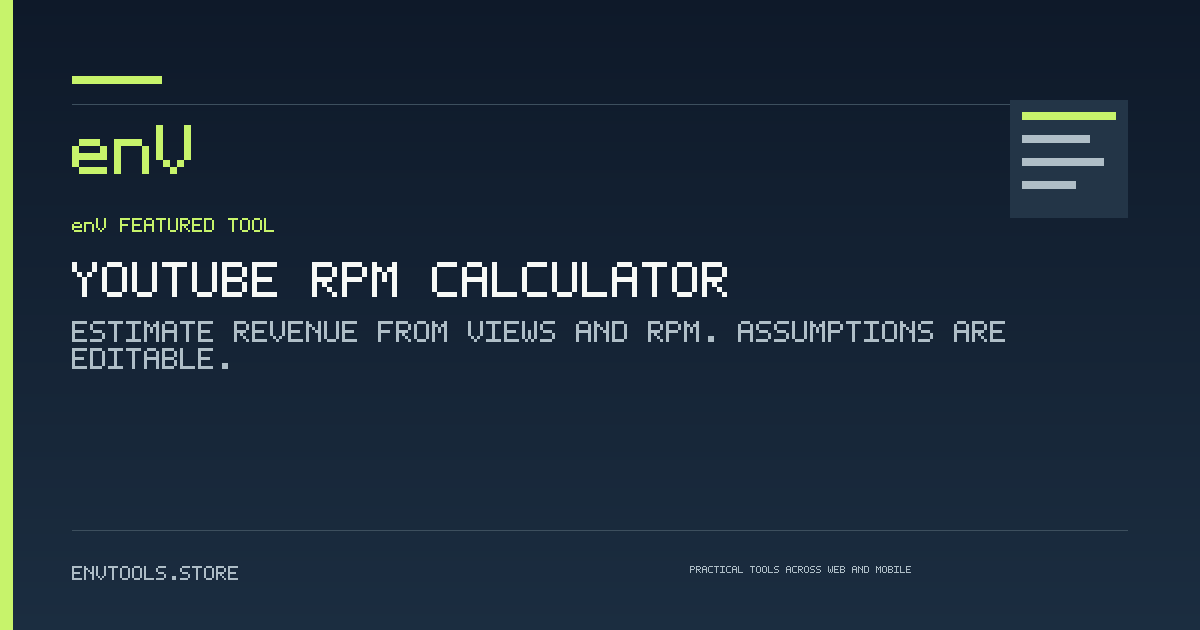 enV
enV FEATURED TOOL
YOUTUBE RPM CALCULATOR
ESTIMATE REVENUE FROM VIEWS AND RPM. ASSUMPTIONS ARE
EDITABLE.
ENVTOOLS.STORE
PRACTICAL TOOLS ACROSS WEB AND MOBILE